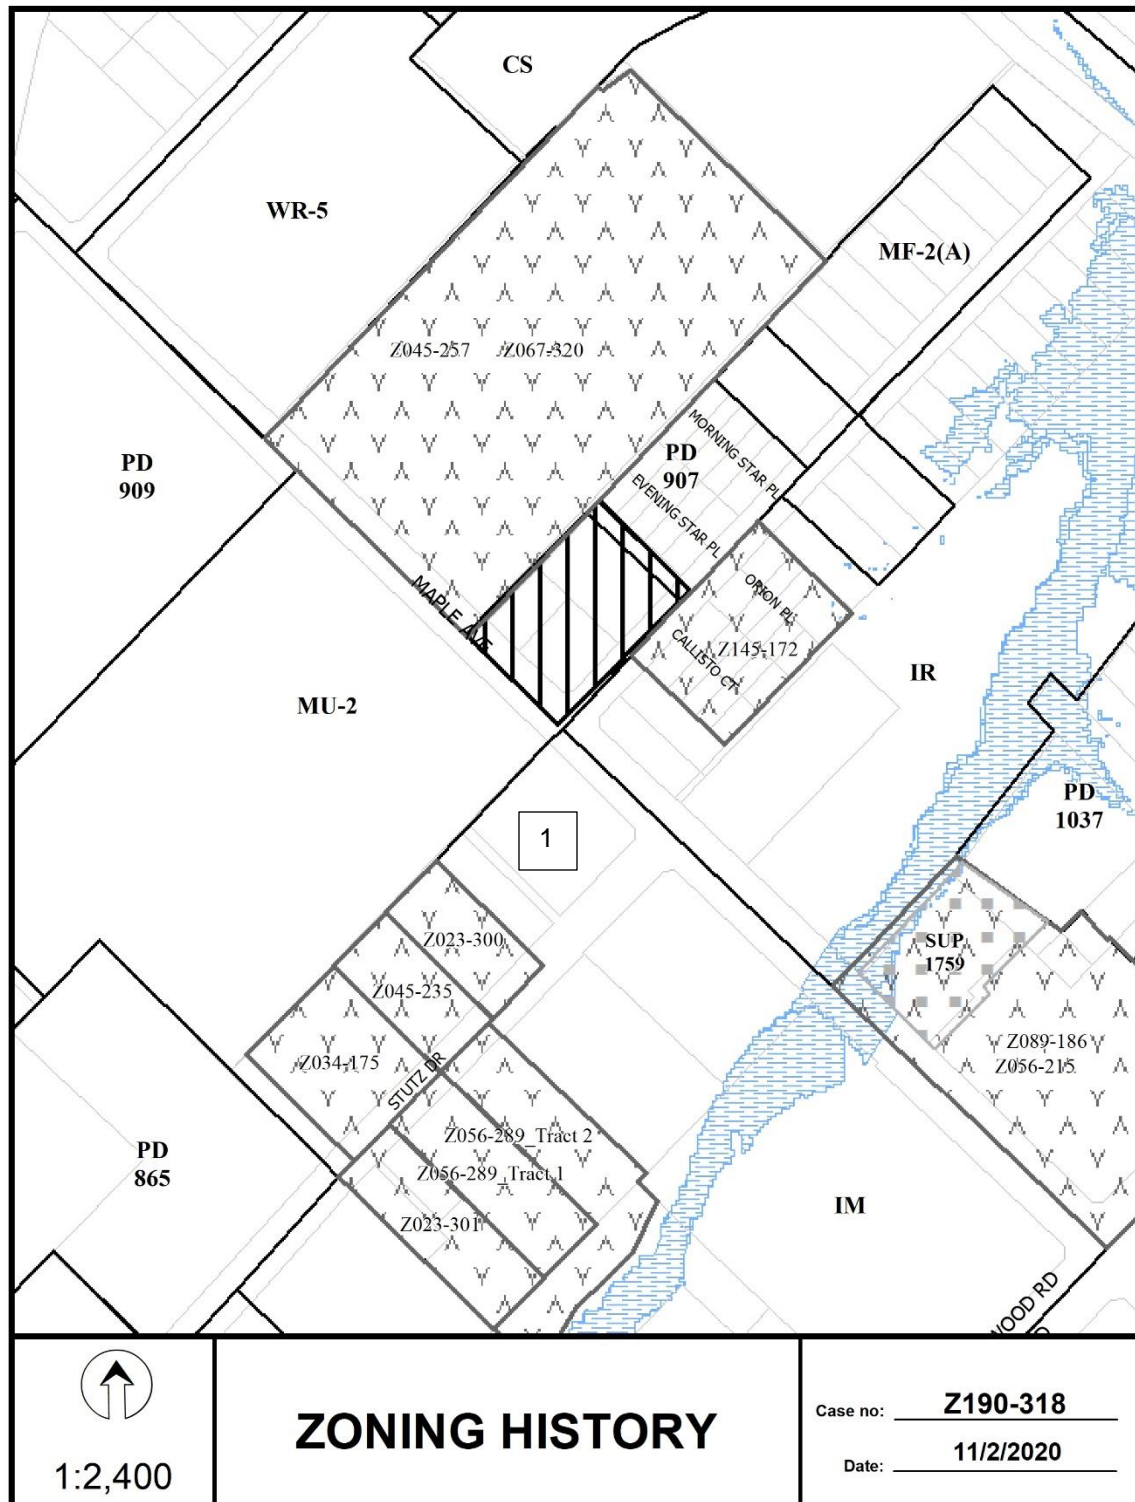 CS
WR-5
MF-2(A)
Z045-257
Z067-320
MORNING STAR PL
PD
907
PD
909
EVENING STAR PL
ORION PL
MAPLE AVE
CALLISTO CT
Z145-172
IR
MU-2
PD
1037
1
Z023-300
SUP
1759
Z045-235
Z089-186
Z034-175
Z056-215
STUTZ DR
Z056-289_Tract 2
PD
865
Z056-289_Tract 1
IM
Z023-301
WOOD RD
1:2,400
ZONING HISTORY
Case no: Z190-318
Date: 11/2/2020